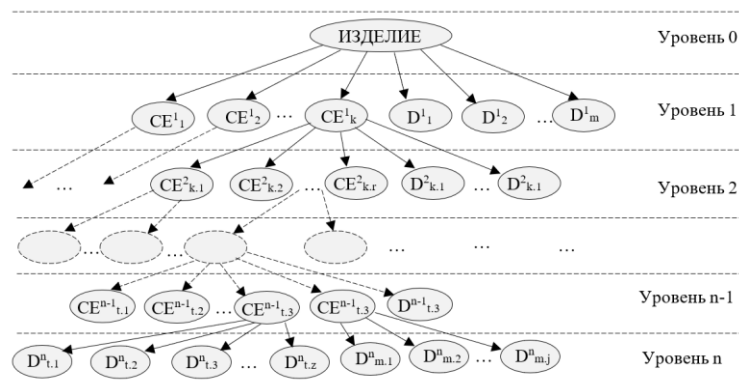 ИЗДЕЛИЕ Уровень 0
CE¹₁ CE¹₂ … CE¹ₖ D¹₁ D¹₂ … D¹ₘ Уровень 1
… CE²ₖ.₁ CE²ₖ.₂ … CE²ₖ.ᵣ D²ₖ.₁ … D²ₖ.₁ Уровень 2
… … … … …
CEⁿ⁻¹ₜ.₁ CEⁿ⁻¹ₜ.₂ … CEⁿ⁻¹ₜ.₃ CEⁿ⁻¹ₜ.₃ Dⁿ⁻¹ₜ.₃ Уровень n-1
Dⁿₜ.₁ Dⁿₜ.₂ Dⁿₜ.₃ … Dⁿₜ.z Dⁿₘ.₁ Dⁿₘ.₂ … Dⁿₘ.ⱼ Уровень n